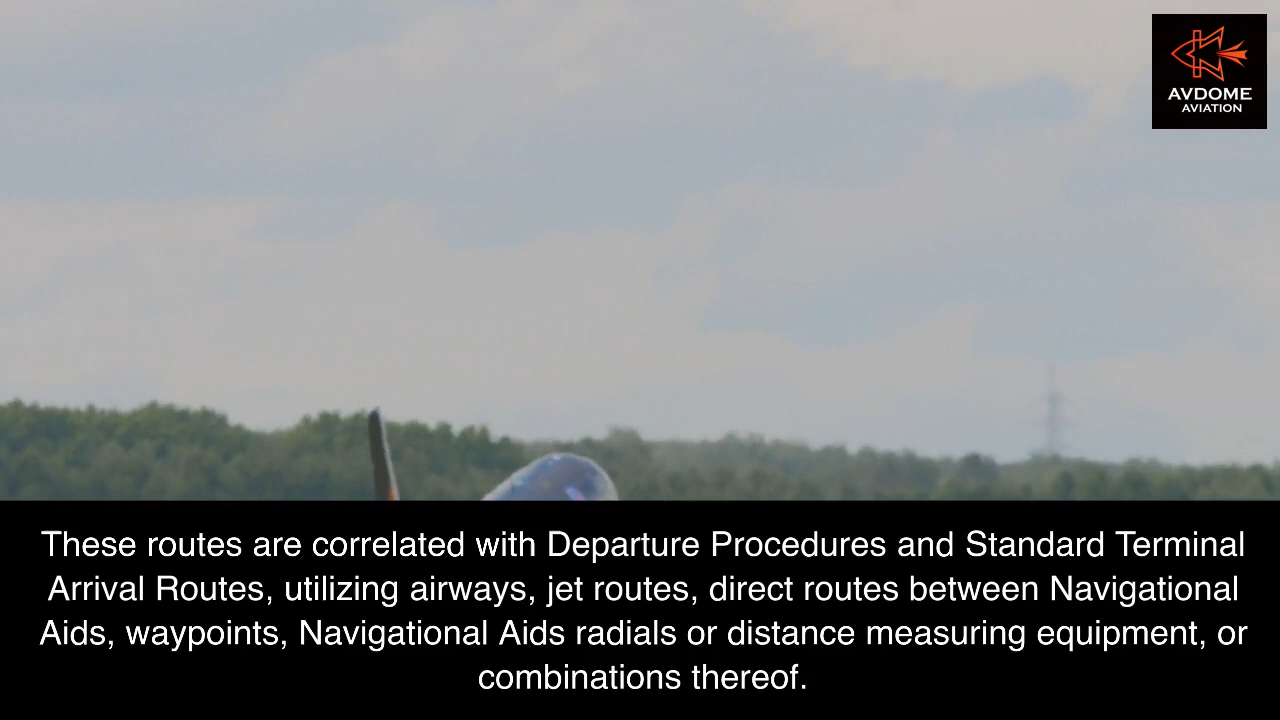 AVDOME
AVIATION
These routes are correlated with Departure Procedures and Standard Terminal
Arrival Routes, utilizing airways, jet routes, direct routes between Navigational
Aids, waypoints, Navigational Aids radials or distance measuring equipment, or
combinations thereof.